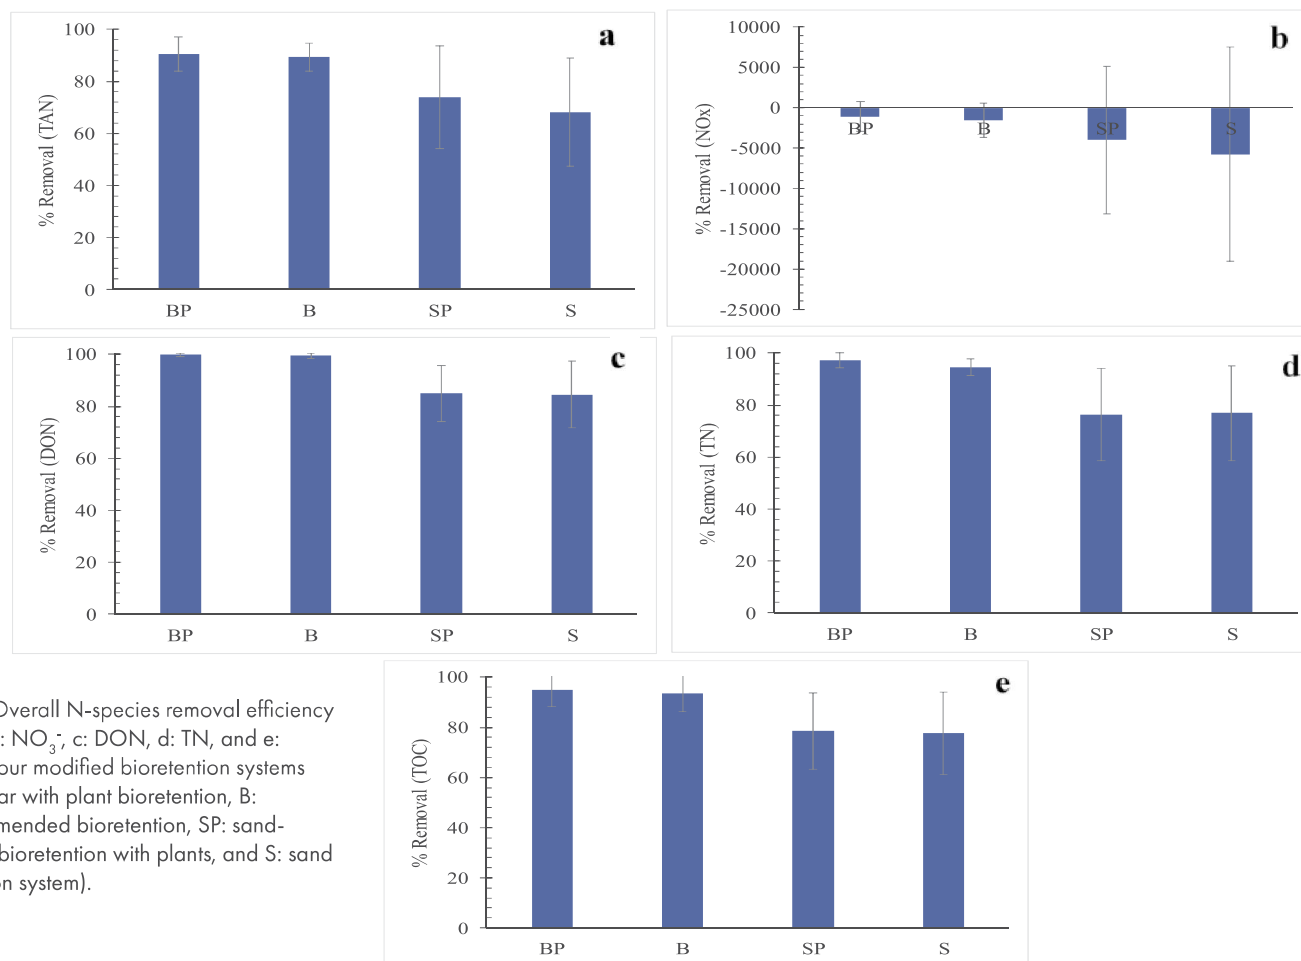 a
% Removal (TAN)
100
80
60
40
20
0
BP B SP S
b
% Removal (NOx)
10000
5000
0
-5000
-10000
-15000
-20000
-25000
BP B SP S
c
% Removal (DON)
100
80
60
40
20
0
BP B SP S
d
% Removal (TN)
100
80
60
40
20
0
BP B SP S
Overall N-species removal efficiency
: NO₃⁻, c: DON, d: TN, and e:
our modified bioretention systems
ar with plant bioretention, B:
mended bioretention, SP: sand-
bioretention with plants, and S: sand
on system).
e
% Removal (TOC)
100
80
60
40
20
0
BP B SP S